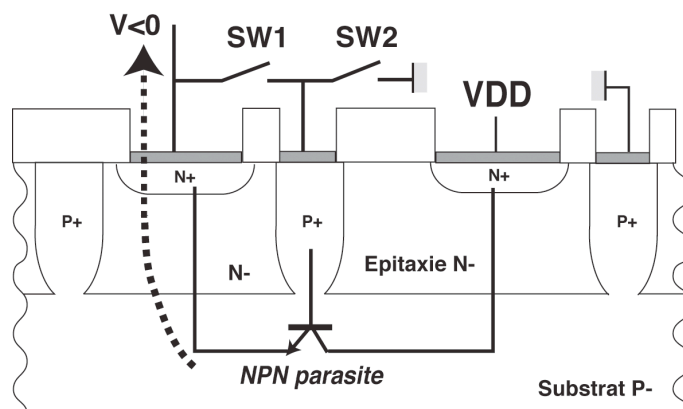 V<0
SW1
SW2
VDD
N+
N+
P+
P+
P+
N-
Epitaxie N-
NPN parasite
Substrat P-